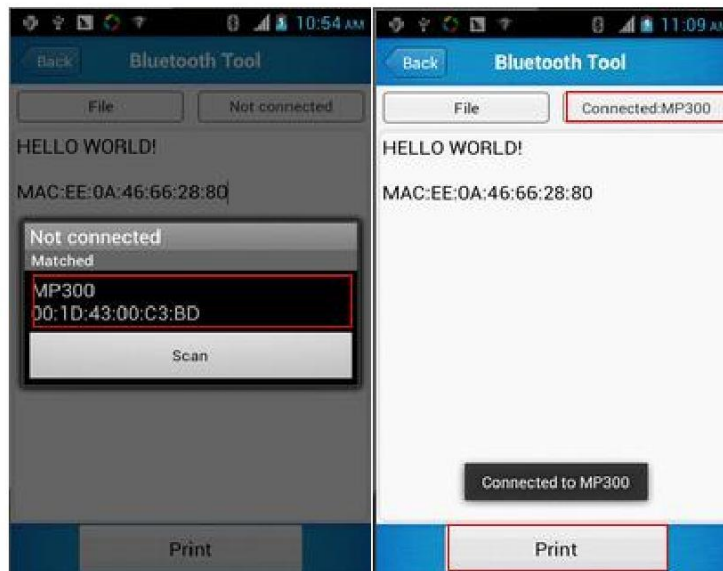 10:54 AM
Back
Bluetooth Tool
File
Not connected
HELLO WORLD!
MAC:EE:0A:46:66:28:80
Not connected
Matched
MP300
00:1D:43:00:C3:BD
Scan
Print
11:09 AM
Back
Bluetooth Tool
File
Connected:MP300
HELLO WORLD!
MAC:EE:0A:46:66:28:80
Connected to MP300
Print